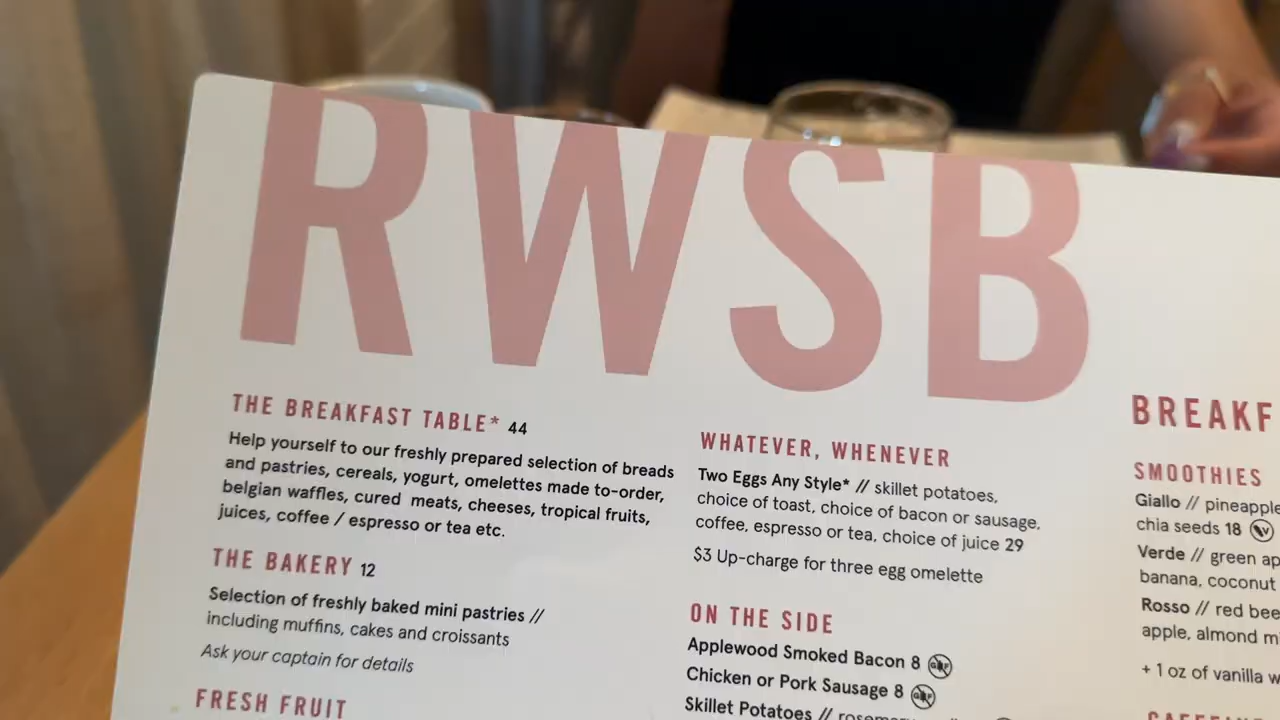 RWSB
THE BREAKFAST TABLE* 44
Help yourself to our freshly prepared selection of breads
and pastries, cereals, yogurt, omelettes made to-order,
belgian waffles, cured meats, cheeses, tropical fruits,
juices, coffee / espresso or tea etc.
THE BAKERY 12
Selection of freshly baked mini pastries //
including muffins, cakes and croissants
Ask your captain for details
FRESH FRUIT
WHATEVER, WHENEVER
Two Eggs Any Style* // skillet potatoes,
choice of toast, choice of bacon or sausage,
coffee, espresso or tea, choice of juice 29
$3 Up-charge for three egg omelette
ON THE SIDE
Applewood Smoked Bacon 8 GF
Chicken or Pork Sausage 8 GF
Skillet Potatoes //
BREAKF
SMOOTHIES
Giallo // pineapple
chia seeds 18 V
Verde // green ap
banana, coconut
Rosso // red bee
apple, almond m
+ 1 oz of vanilla w